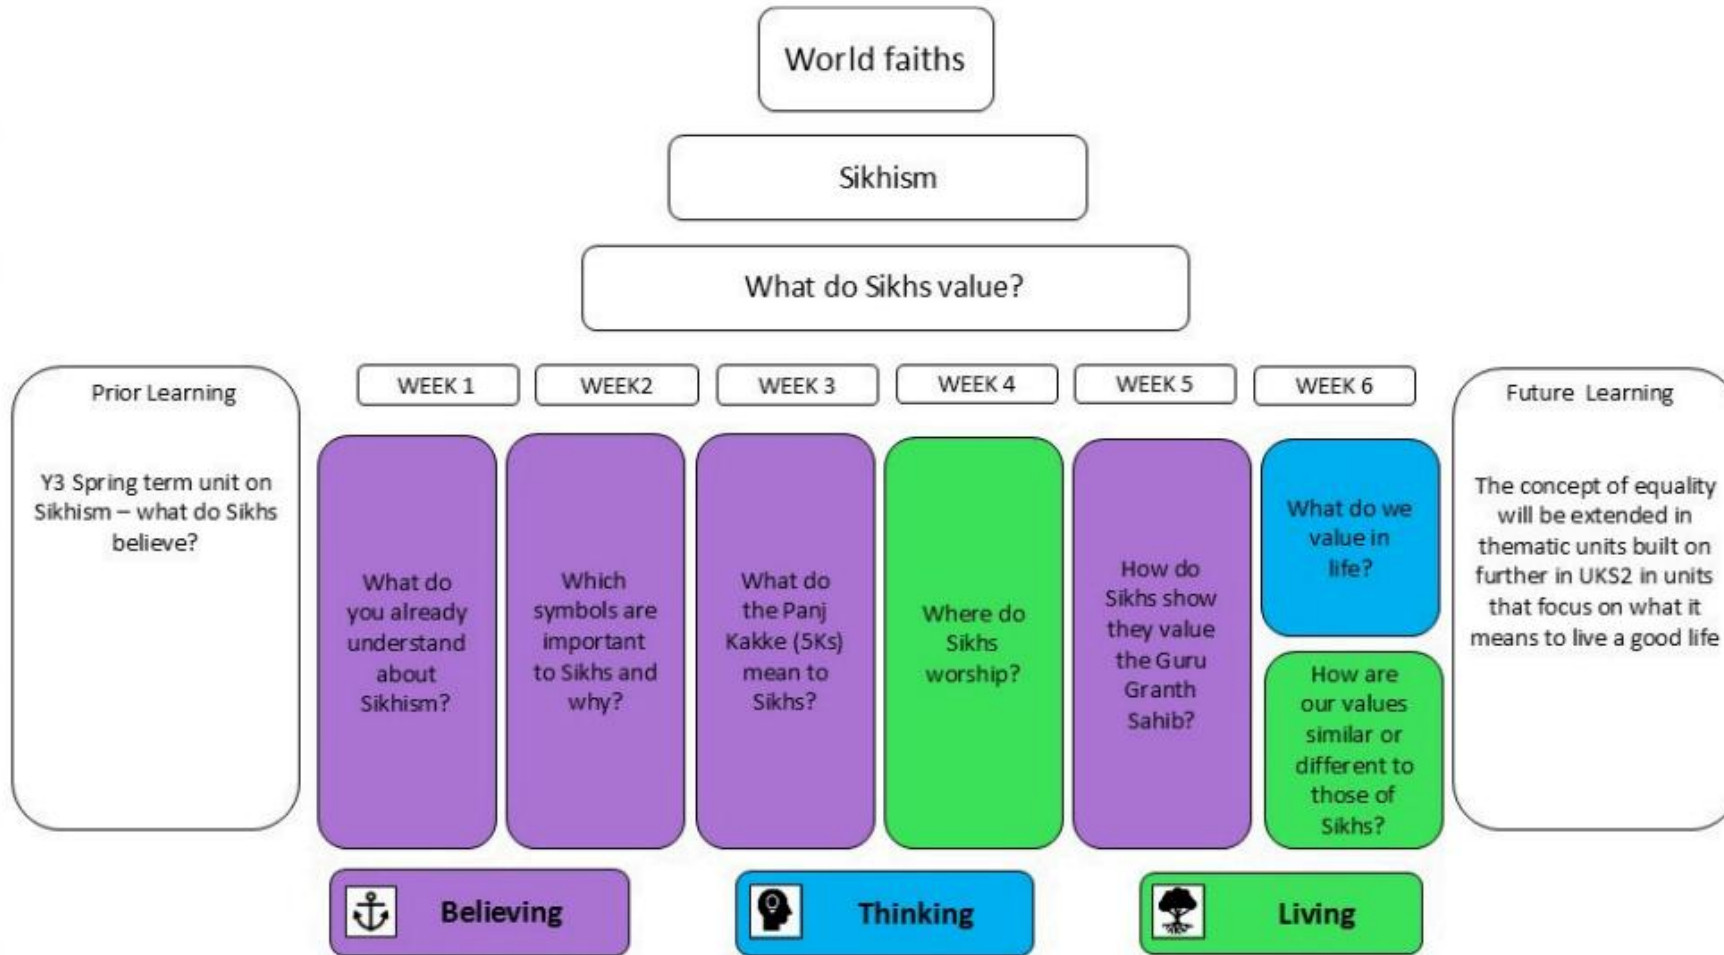 World faiths
Sikhism
What do Sikhs value?
Prior Learning
Y3 Spring term unit on
Sikhism – what do Sikhs
believe?
WEEK 1
WEEK2
WEEK 3
WEEK 4
WEEK 5
WEEK 6
What do
you already
understand
about
Sikhism?
Which
symbols are
important
to Sikhs and
why?
What do
the Panj
Kakke (5Ks)
mean to
Sikhs?
Where do
Sikhs
worship?
How do
Sikhs show
they value
the Guru
Granth
Sahib?
What do we
value in
life?
How are
our values
similar or
different to
those of
Sikhs?
Future Learning
The concept of equality
will be extended in
thematic units built on
further in UKS2 in units
that focus on what it
means to live a good life
Believing
Thinking
Living